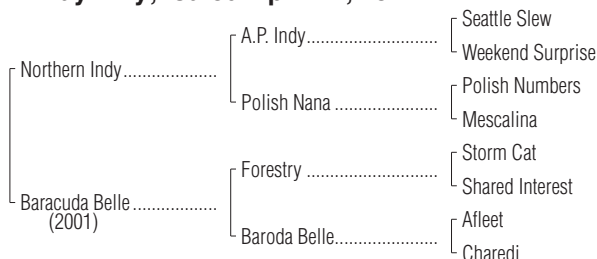 Seattle Slew
A.P. Indy
Weekend Surprise
Northern Indy
Polish Numbers
Polish Nana
Mescalina
Storm Cat
Forestry
Shared Interest
Baracuda Belle
(2001)
Afleet
Baroda Belle
Charedi